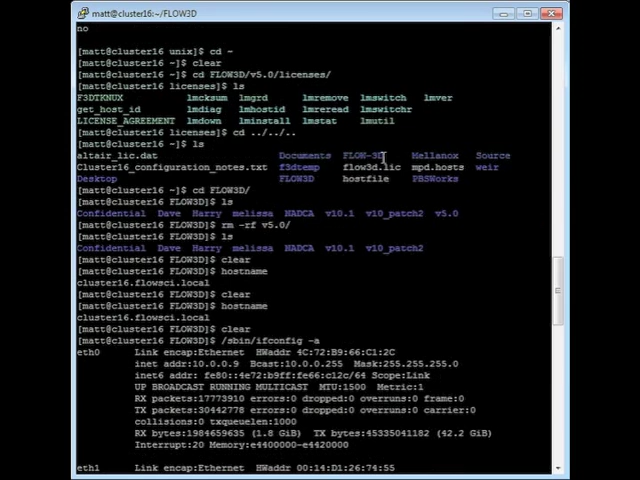 matt@cluster16:~/FLOW3D
no
[matt@cluster16 unix]$ cd -
[matt@cluster16 ~]$ clear
[matt@cluster16 ~]$ cd FLOW3D/v5.0/licenses/
[matt@cluster16 licenses]$ ls
F3DTKNUX lmcksum lmgrd lmremove lmswitch lmver
get_host_id lmdiag lmhostid lmreread lmswitchr
LICENSE_AGREEMENT lmdown lminstall lmstat lmutil
[matt@cluster16 licenses]$ cd ../../..
[matt@cluster16 ~]$ ls
altair_lic.dat Documents FLOW-3D Mellanox Source
Cluster16_configuration_notes.txt f3dtemp flow3d.lic mpd.hosts weir
Desktop FLOW3D hostfile PBSWorks
[matt@cluster16 ~]$ cd FLOW3D/
[matt@cluster16 FLOW3D]$ ls
Confidential Dave Harry melissa NADCA v10.1 v10_patch2 v5.0
[matt@cluster16 FLOW3D]$ rm -rf v5.0/
[matt@cluster16 FLOW3D]$ ls
Confidential Dave Harry melissa NADCA v10.1 v10_patch2
[matt@cluster16 FLOW3D]$ clear
[matt@cluster16 FLOW3D]$ hostname
cluster16.flowsci.local
[matt@cluster16 FLOW3D]$ clear
[matt@cluster16 FLOW3D]$ hostname
cluster16.flowsci.local
[matt@cluster16 FLOW3D]$ clear
[matt@cluster16 FLOW3D]$ /sbin/ifconfig -a
eth0 Link encap:Ethernet HWaddr 4C:72:B9:66:C1:2C
inet addr:10.0.0.9 Bcast:10.0.0.255 Mask:255.255.255.0
inet6 addr: fe80::4e72:b9ff:fe66:c12c/64 Scope:Link
UP BROADCAST RUNNING MULTICAST MTU:1500 Metric:1
RX packets:17773910 errors:0 dropped:0 overruns:0 frame:0
TX packets:30442778 errors:0 dropped:0 overruns:0 carrier:0
collisions:0 txqueuelen:1000
RX bytes:1984659635 (1.8 GiB) TX bytes:45335041182 (42.2 GiB)
Interrupt:20 Memory:e4400000-e4420000
eth1 Link encap:Ethernet HWaddr 00:14:D1:26:74:55